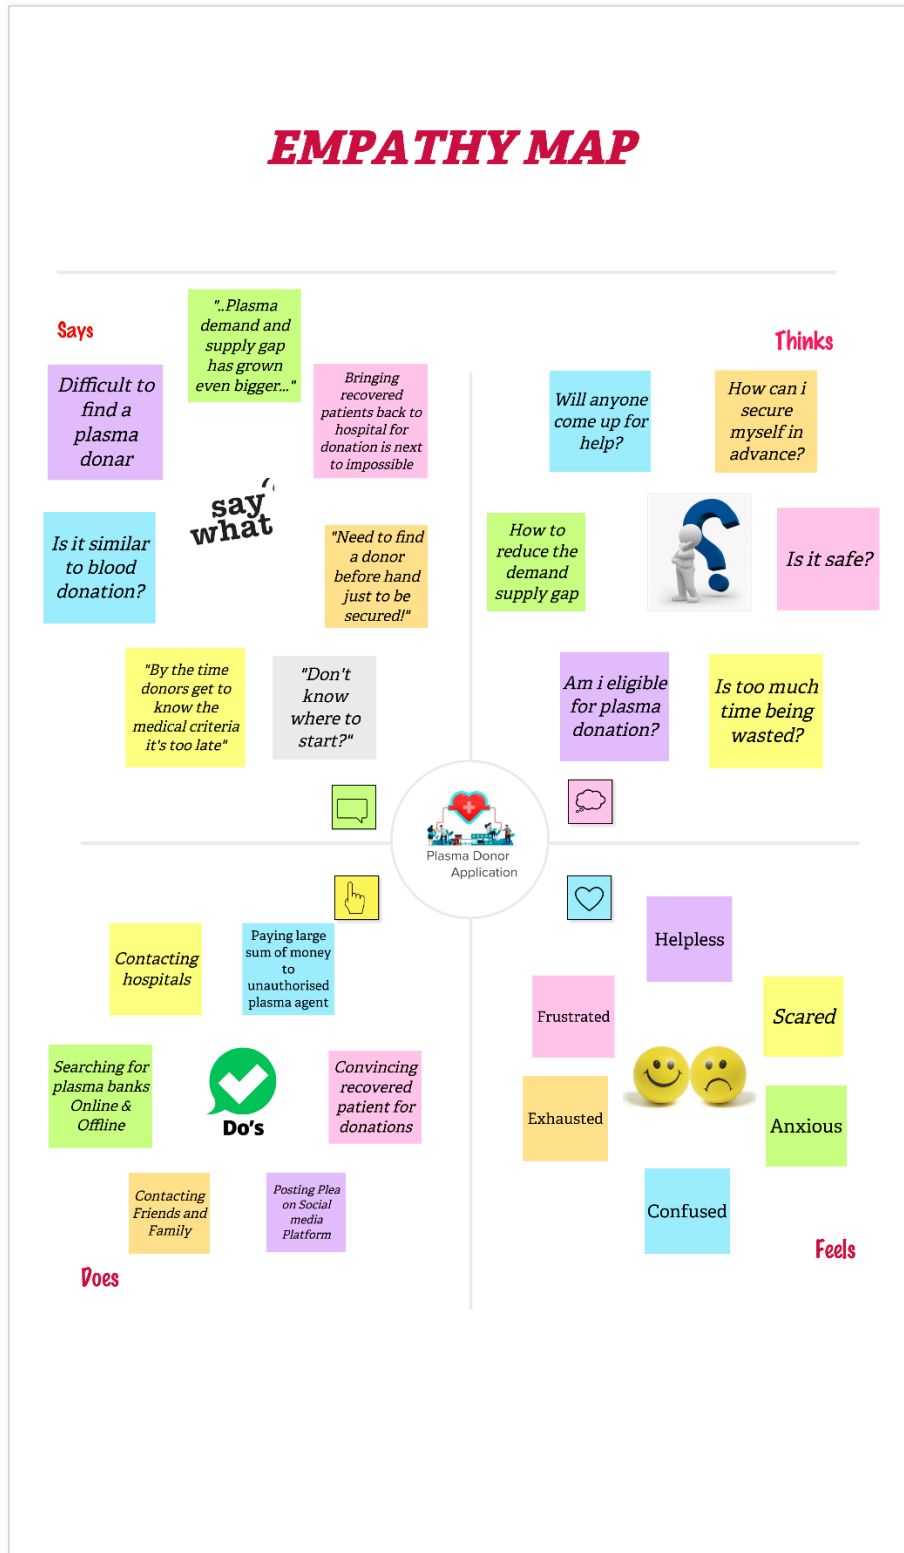 EMPATHY MAP
Says
"..Plasma
demand and
supply gap
has grown
even bigger..."
Difficult to
find a
plasma
donar
Bringing
recovered
patients back to
hospital for
donation is next
to impossible
say
what
Is it similar
to blood
donation?
"Need to find
a donor
before hand
just to be
secured!"
"By the time
donors get to
know the
medical criteria
it's too late"
"Don't
know
where to
start?"
Thinks
Will anyone
come up for
help?
How can i
secure
myself in
advance?
How to
reduce the
demand
supply gap
Is it safe?
Am i eligible
for plasma
donation?
Is too much
time being
wasted?
Plasma Donor
Application
Contacting
hospitals
Paying large
sum of money
to
unauthorised
plasma agent
Searching for
plasma banks
Online &
Offline
Do's
Convincing
recovered
patient for
donations
Contacting
Friends and
Family
Posting Plea
on Social
media
Platform
Does
Helpless
Frustrated
Scared
Exhausted
Anxious
Confused
Feels